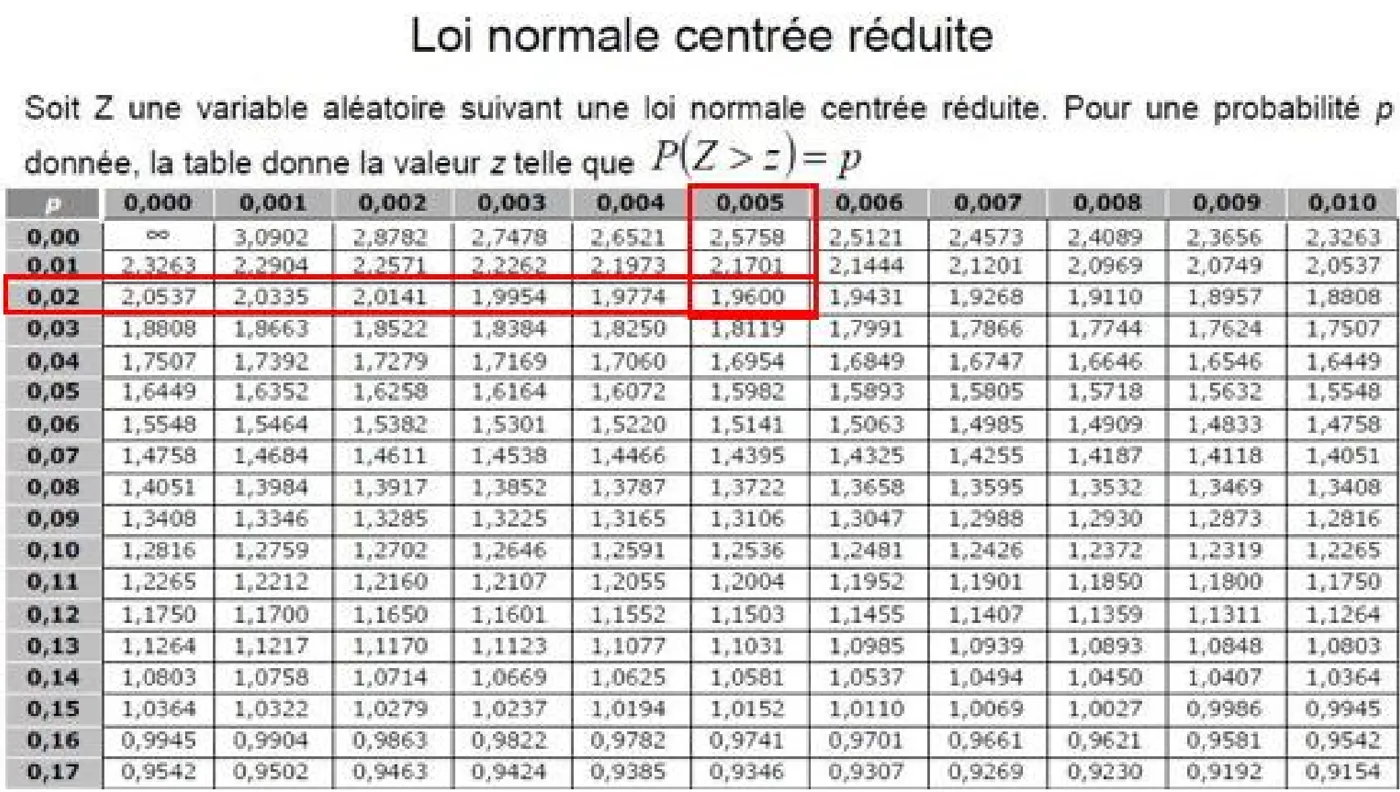 Loi normale centrée réduite
Soit Z une variable aléatoire suivant une loi normale centrée réduite. Pour une probabilité p
donnée, la table donne la valeur z telle que P(Z > z) = p
p 0,000 0,001 0,002 0,003 0,004 0,005 0,006 0,007 0,008 0,009 0,010
0,00 ∞ 3,0902 2,8782 2,7478 2,6521 2,5758 2,5121 2,4573 2,4089 2,3656 2,3263
0,01 2,3263 2,2904 2,2571 2,2262 2,1973 2,1701 2,1444 2,1201 2,0969 2,0749 2,0537
0,02 2,0537 2,0335 2,0141 1,9954 1,9774 1,9600 1,9431 1,9268 1,9110 1,8957 1,8808
0,03 1,8808 1,8663 1,8522 1,8384 1,8250 1,8119 1,7991 1,7866 1,7744 1,7624 1,7507
0,04 1,7507 1,7392 1,7279 1,7169 1,7060 1,6954 1,6849 1,6747 1,6646 1,6546 1,6449
0,05 1,6449 1,6352 1,6258 1,6164 1,6072 1,5982 1,5893 1,5805 1,5718 1,5632 1,5548
0,06 1,5548 1,5464 1,5382 1,5301 1,5220 1,5141 1,5063 1,4985 1,4909 1,4833 1,4758
0,07 1,4758 1,4684 1,4611 1,4538 1,4466 1,4395 1,4325 1,4255 1,4187 1,4118 1,4051
0,08 1,4051 1,3984 1,3917 1,3852 1,3787 1,3722 1,3658 1,3595 1,3532 1,3469 1,3408
0,09 1,3408 1,3346 1,3285 1,3225 1,3165 1,3106 1,3047 1,2988 1,2930 1,2873 1,2816
0,10 1,2816 1,2759 1,2702 1,2646 1,2591 1,2536 1,2481 1,2426 1,2372 1,2319 1,2265
0,11 1,2265 1,2212 1,2160 1,2107 1,2055 1,2004 1,1952 1,1901 1,1850 1,1800 1,1750
0,12 1,1750 1,1700 1,1650 1,1601 1,1552 1,1503 1,1455 1,1407 1,1359 1,1311 1,1264
0,13 1,1264 1,1217 1,1170 1,1123 1,1077 1,1031 1,0985 1,0939 1,0893 1,0848 1,0803
0,14 1,0803 1,0758 1,0714 1,0669 1,0625 1,0581 1,0537 1,0494 1,0450 1,0407 1,0364
0,15 1,0364 1,0322 1,0279 1,0237 1,0194 1,0152 1,0110 1,0069 1,0027 0,9986 0,9945
0,16 0,9945 0,9904 0,9863 0,9822 0,9782 0,9741 0,9701 0,9661 0,9621 0,9581 0,9542
0,17 0,9542 0,9502 0,9463 0,9424 0,9385 0,9346 0,9307 0,9269 0,9230 0,9192 0,9154